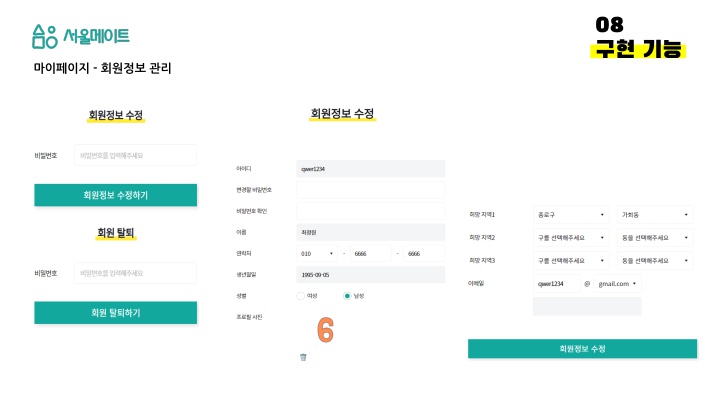 서울메이트
08
구현 기능
마이페이지 - 회원정보 관리
회원정보 수정
비밀번호 비밀번호를 입력해주세요
회원정보 수정하기
회원 탈퇴
비밀번호 비밀번호를 입력해주세요
회원 탈퇴하기
회원정보 수정
아이디 qwer1234
변경할 비밀번호
비밀번호 확인
이름 최정원
연락처 010 - 6666 - 6666
생년월일 1995-09-05
성별 여성 남성
프로필 사진
6
희망 지역1 종로구 가회동
희망 지역2 구를 선택해주세요 동을 선택해주세요
희망 지역3 구를 선택해주세요 동을 선택해주세요
이메일 qwer1234 @ gmail.com
회원정보 수정